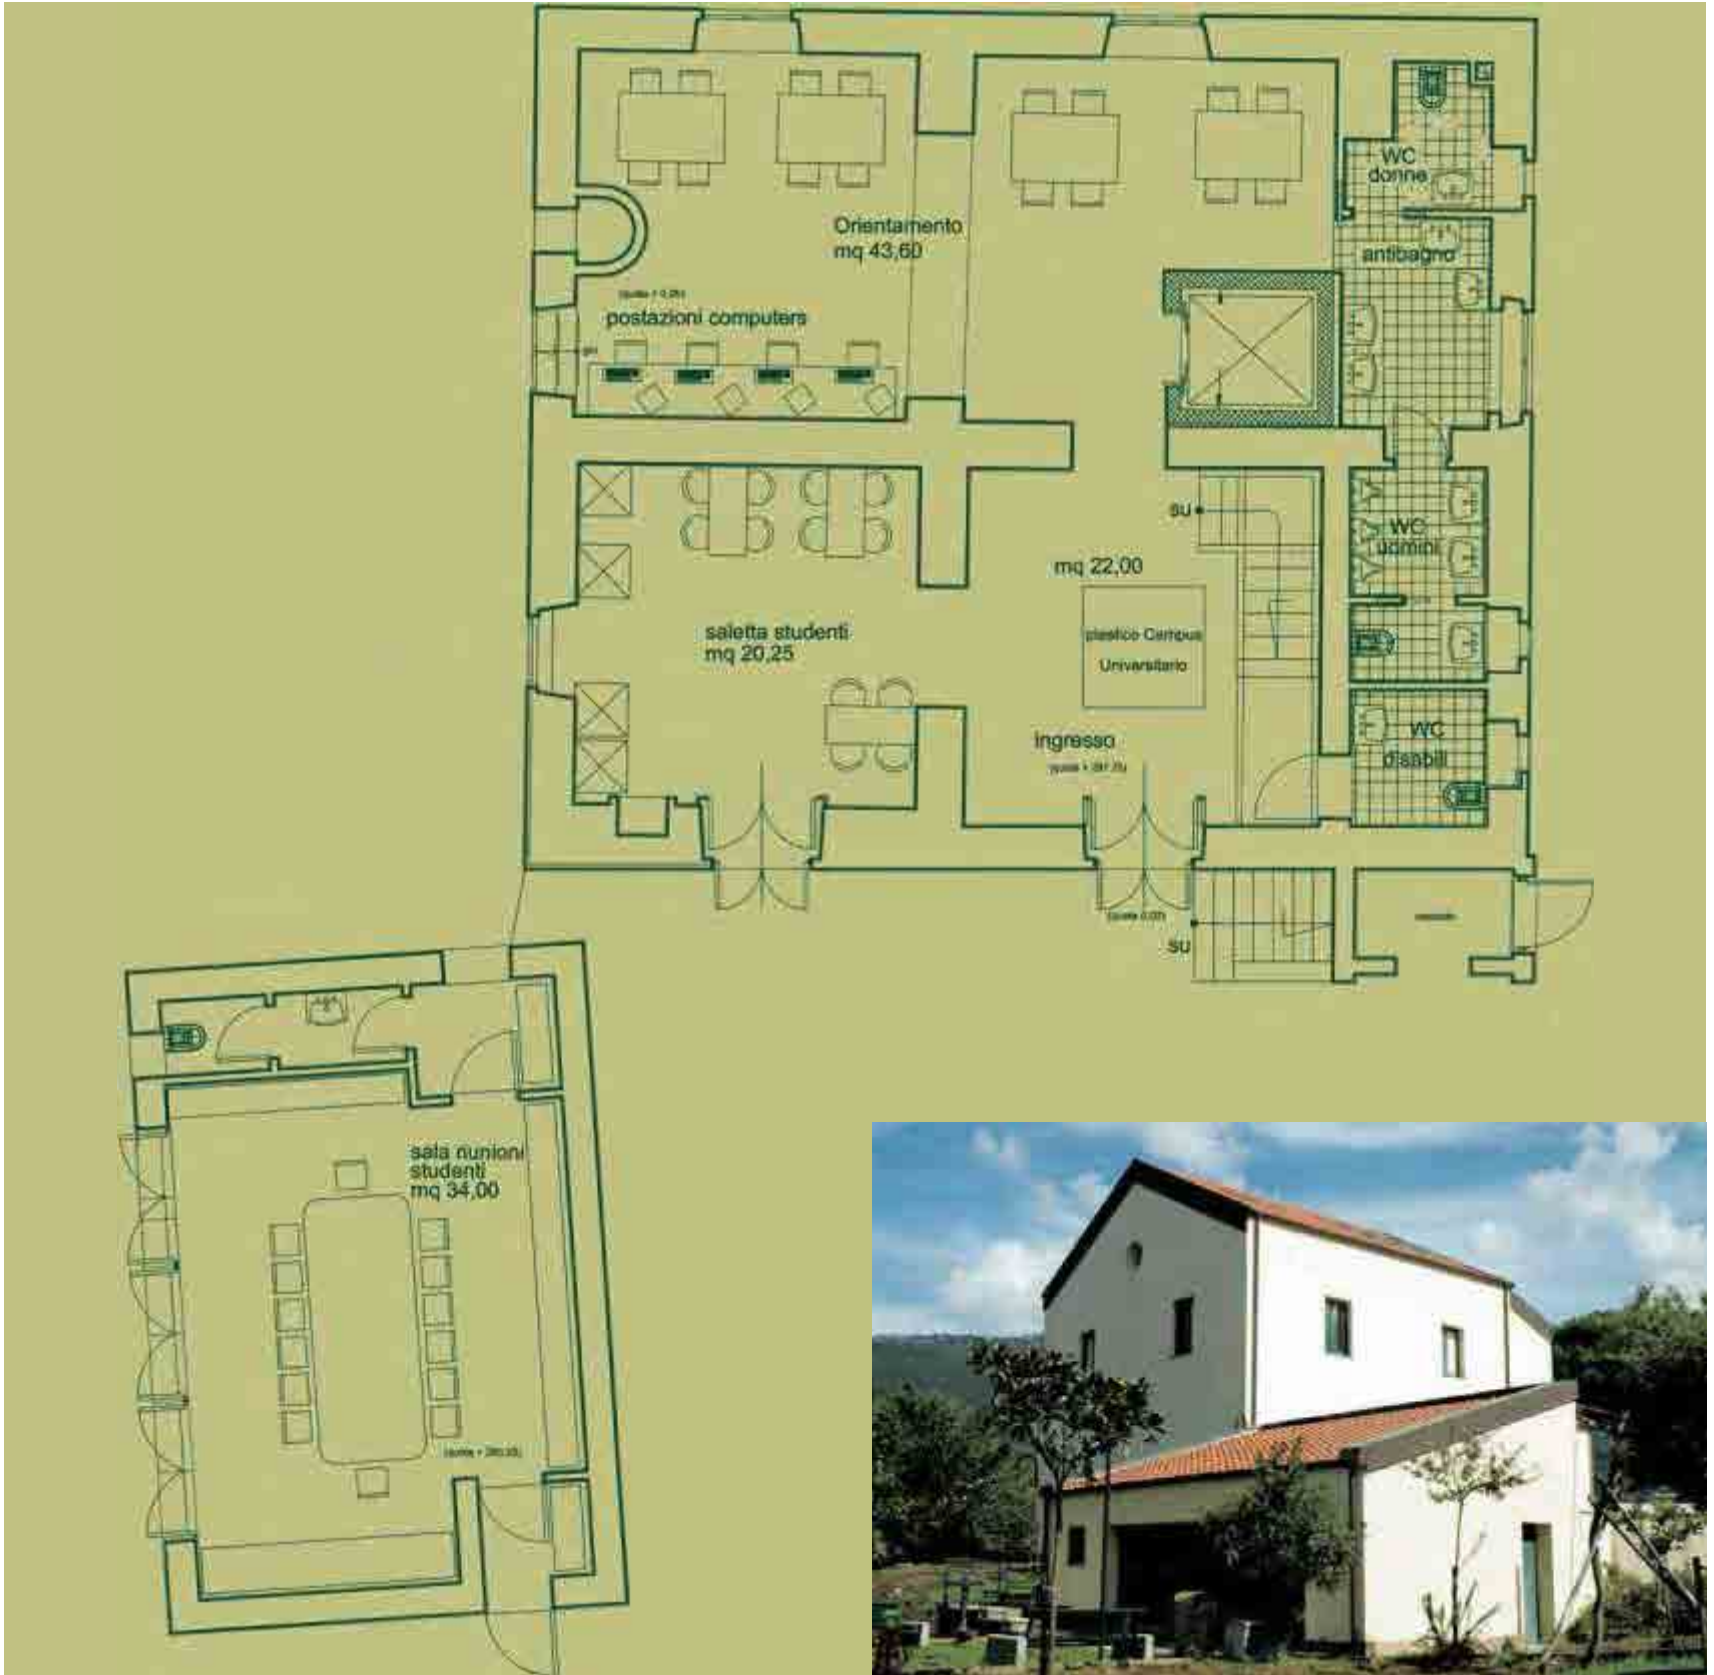 WC
donne
Orientamento
mq 43,60
antibagno
postazioni computers
SU
WC
uomini
mq 22,00
saletta studenti
mq 20,25
plastico Campus
Universitario
WC
disabili
ingresso
SU
sala riunioni
studenti
mq 34,00